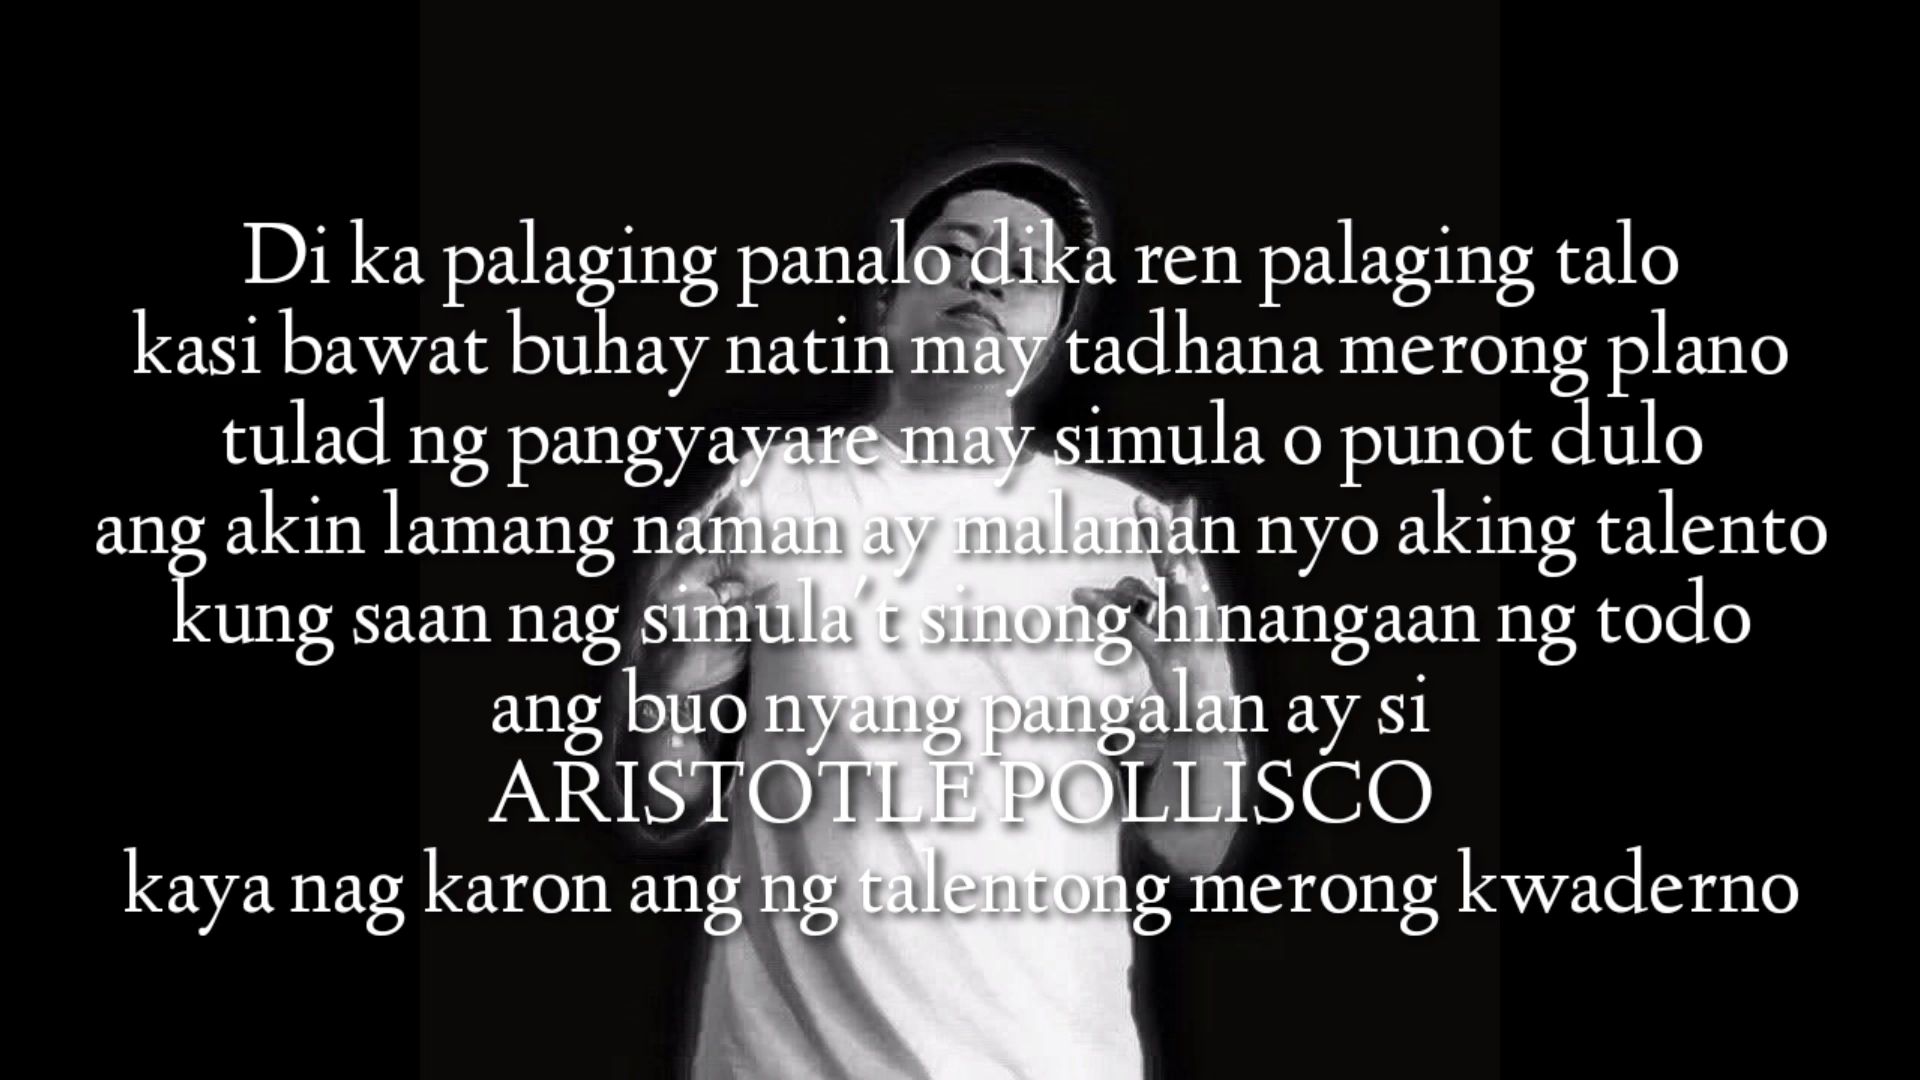 Di ka palaging panalo dika ren palaging talo
kasi bawat buhay natin may tadhana merong plano
tulad ng pangyayare may simula o punot dulo
ang akin lamang naman ay malaman nyo aking talento
kung saan nag simula't sinong hinangaan ng todo
ang buo nyang pangalan ay si
ARISTOTLE POLLISCO
kaya nag karon ang ng talentong merong kwaderno